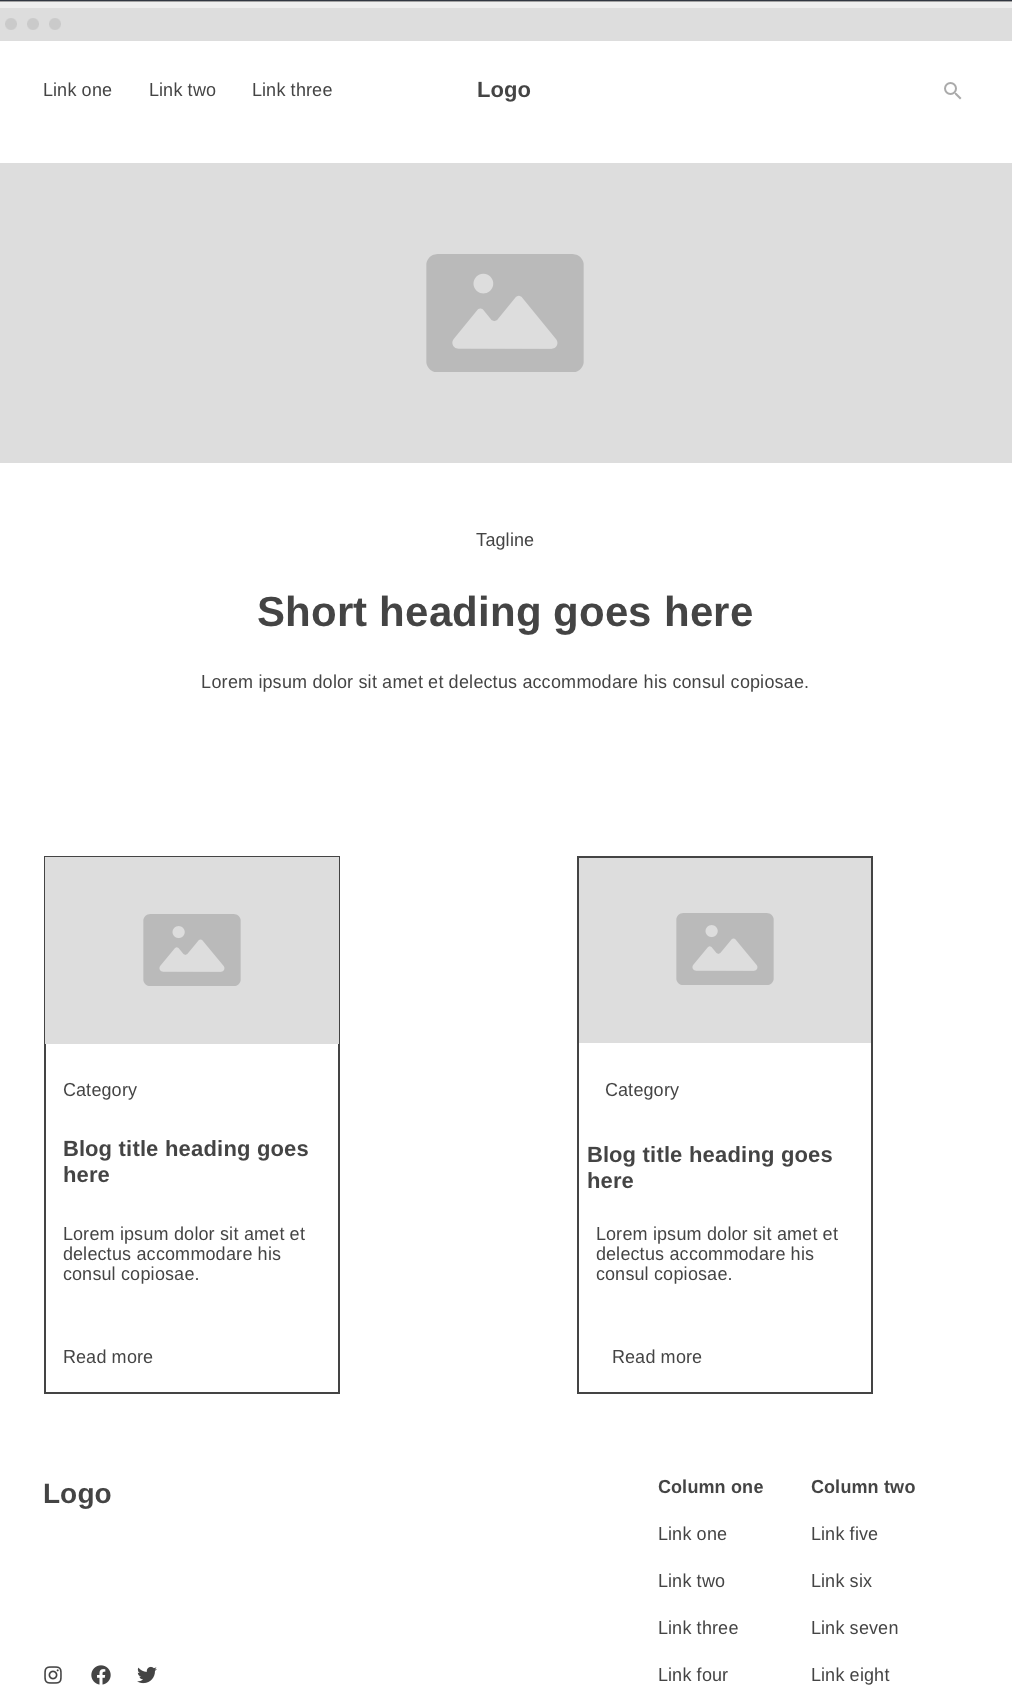 Link one Link two Link three Logo
Tagline
Short heading goes here
Lorem ipsum dolor sit amet et delectus accommodare his consul copiosae.
Category
Blog title heading goes
here
Lorem ipsum dolor sit amet et
delectus accommodare his
consul copiosae.
Read more
Category
Blog title heading goes
here
Lorem ipsum dolor sit amet et
delectus accommodare his
consul copiosae.
Read more
Logo
Column one
Link one
Link two
Link three
Link four
Column two
Link five
Link six
Link seven
Link eight